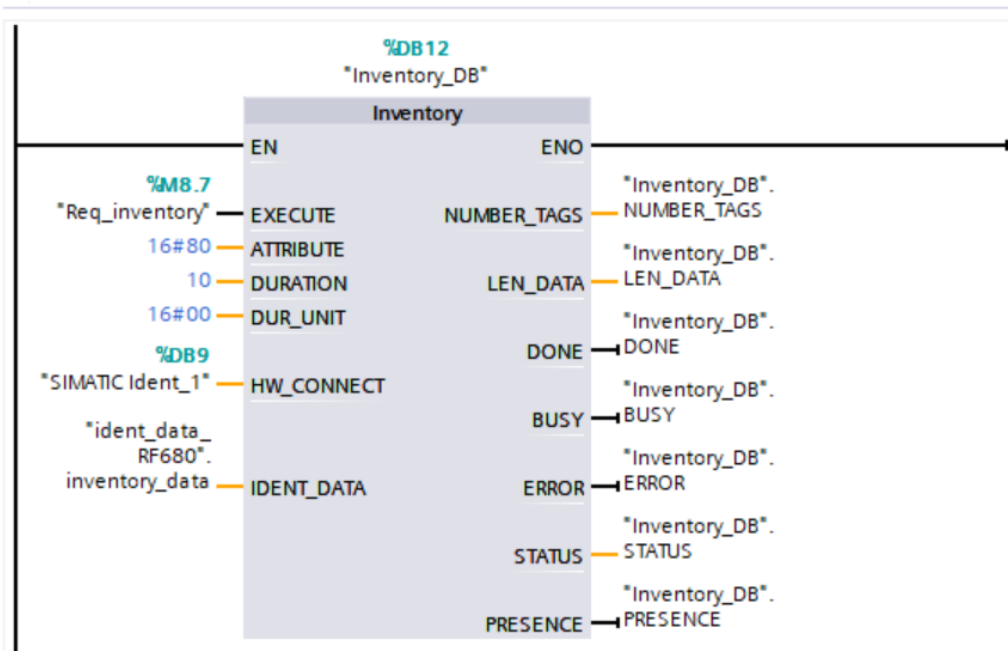 %DB12
"Inventory_DB"
Inventory
EN
ENO
%M8.7
"Req_inventory"
EXECUTE
NUMBER_TAGS
"Inventory_DB".
NUMBER_TAGS
16#80
ATTRIBUTE
10
DURATION
LEN_DATA
"Inventory_DB".
LEN_DATA
16#00
DUR_UNIT
DONE
"Inventory_DB".
DONE
%DB9
"SIMATIC Ident_1"
HW_CONNECT
BUSY
"Inventory_DB".
BUSY
"ident_data_
RF680".
inventory_data
IDENT_DATA
ERROR
"Inventory_DB".
ERROR
STATUS
"Inventory_DB".
STATUS
PRESENCE
"Inventory_DB".
PRESENCE